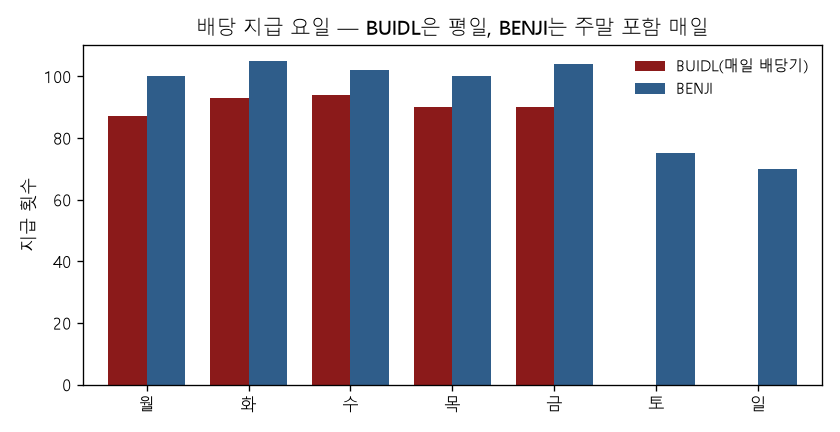 배당 지급 요일 — BUIDL은 평일, BENJI는 주말 포함 매일
BUIDL(매일 배당기)
BENJI
지급 횟수
100
80
60
40
20
0
월 화 수 목 금 토 일